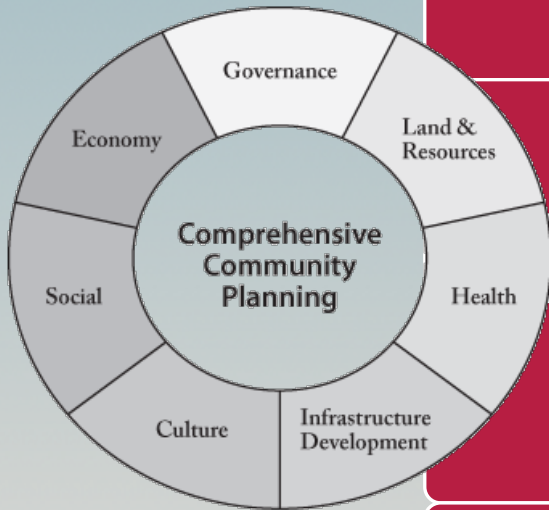 Governance
Land &
Resources
Health
Infrastructure
Development
Culture
Social
Economy
Comprehensive
Community
Planning